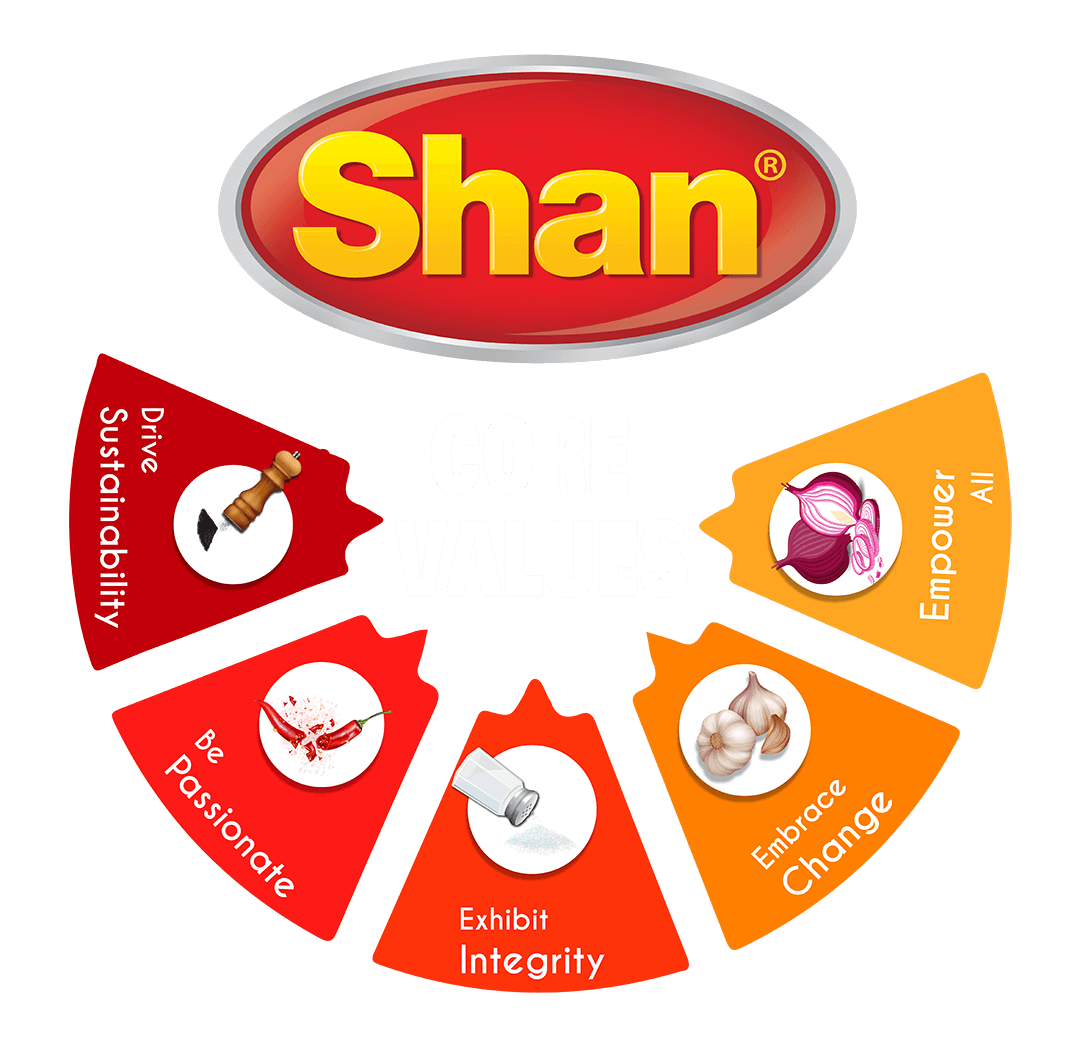 Shan®
CORE
VALUES
Drive
Sustainability
Be
Passionate
Exhibit
Integrity
Embrace
Change
Empower
All